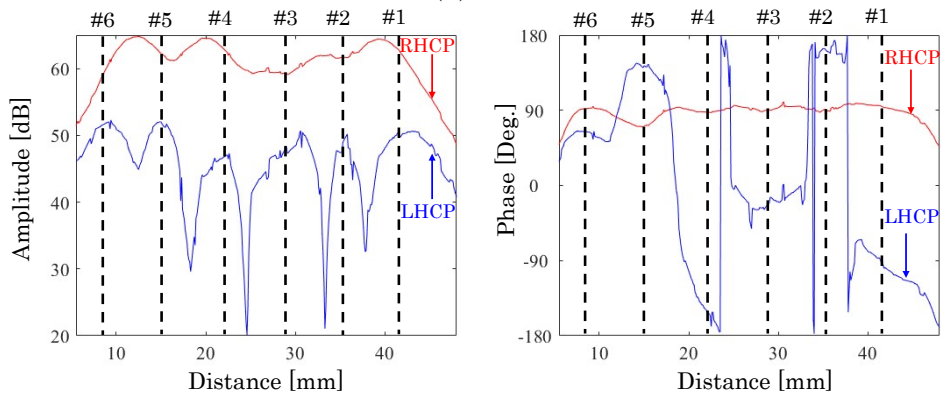 #6 #5 #4 #3 #2 #1
60
50
40
30
20
Amplitude [dB]
RHCP
LHCP
10 20 30 40
Distance [mm]
#6 #5 #4 #3 #2 #1
180
90
0
-90
-180
Phase [Deg.]
RHCP
LHCP
10 20 30 40
Distance [mm]